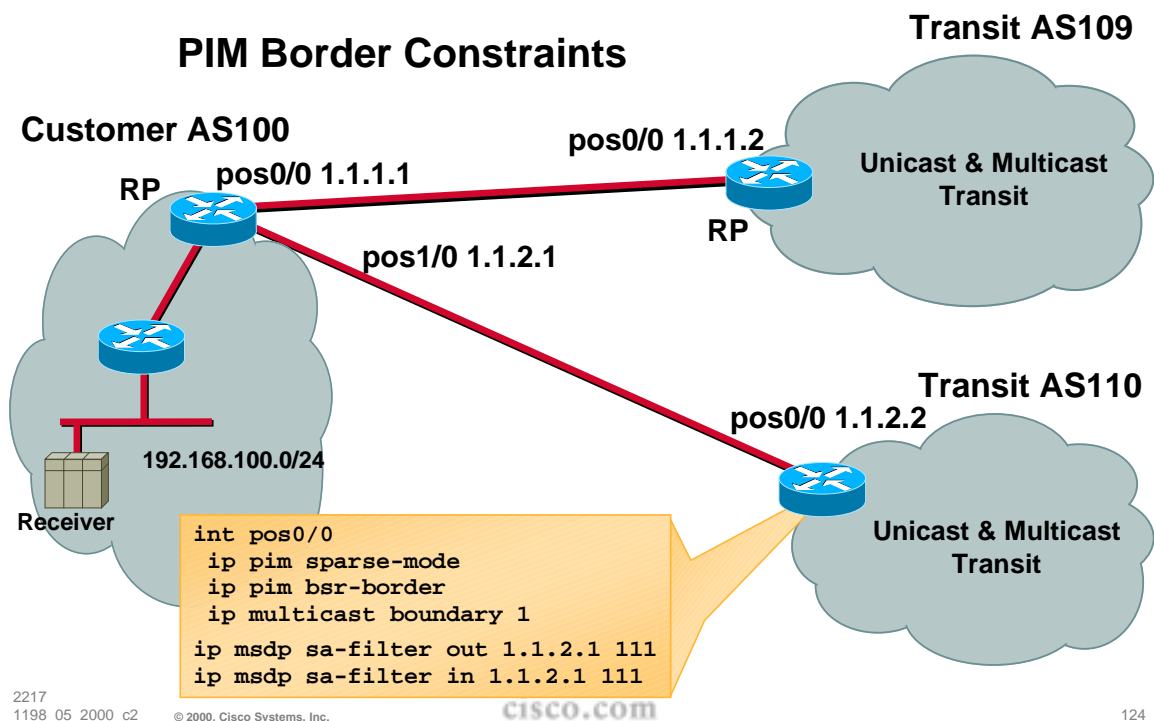 PIM Border Constraints
Transit AS109
Customer AS100
pos0/0 1.1.1.2
pos0/0 1.1.1.1
RP
Unicast & Multicast
Transit
RP
pos1/0 1.1.2.1
Transit AS110
pos0/0 1.1.2.2
192.168.100.0/24
Receiver
Unicast & Multicast
Transit
int pos0/0
ip pim sparse-mode
ip pim bsr-border
ip multicast boundary 1
ip msdp sa-filter out 1.1.2.1 111
ip msdp sa-filter in 1.1.2.1 111
2217
1198_05_2000_c2
© 2000, Cisco Systems, Inc.
cisco.com
124